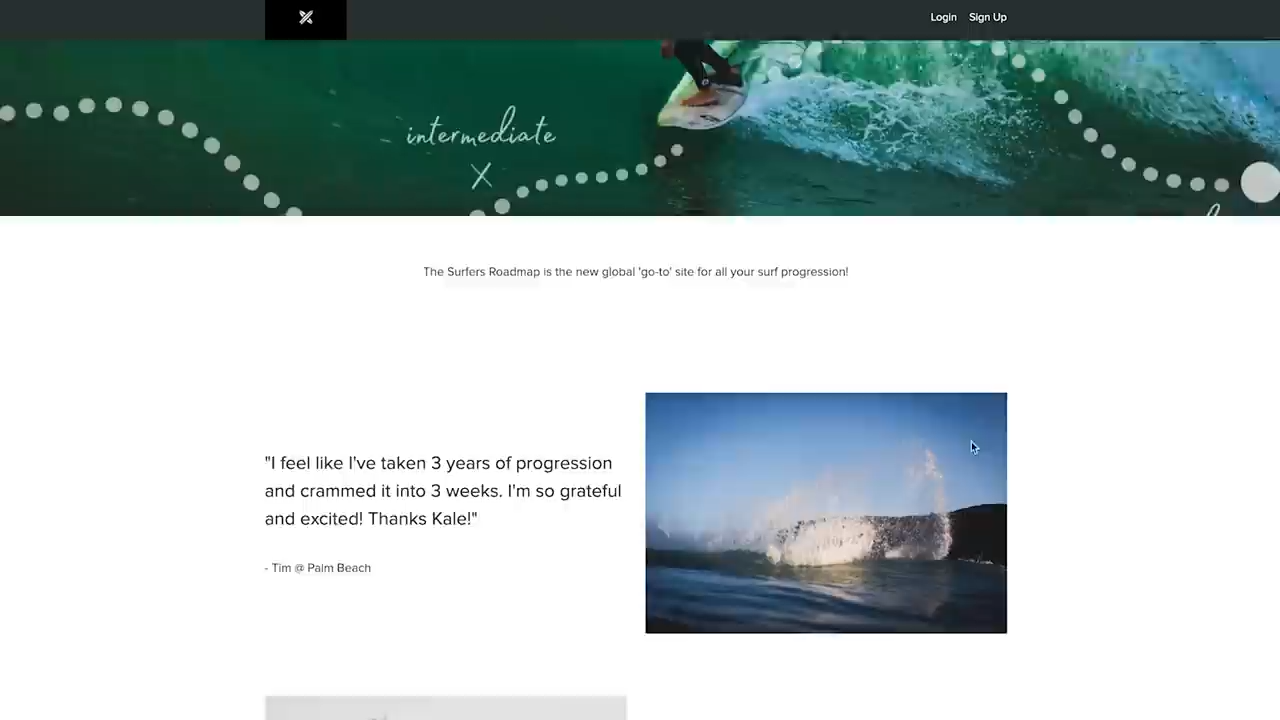 Login Sign Up
intermediate
X
The Surfers Roadmap is the new global 'go-to' site for all your surf progression!
"I feel like I've taken 3 years of progression
and crammed it into 3 weeks. I'm so grateful
and excited! Thanks Kale!"
- Tim @ Palm Beach